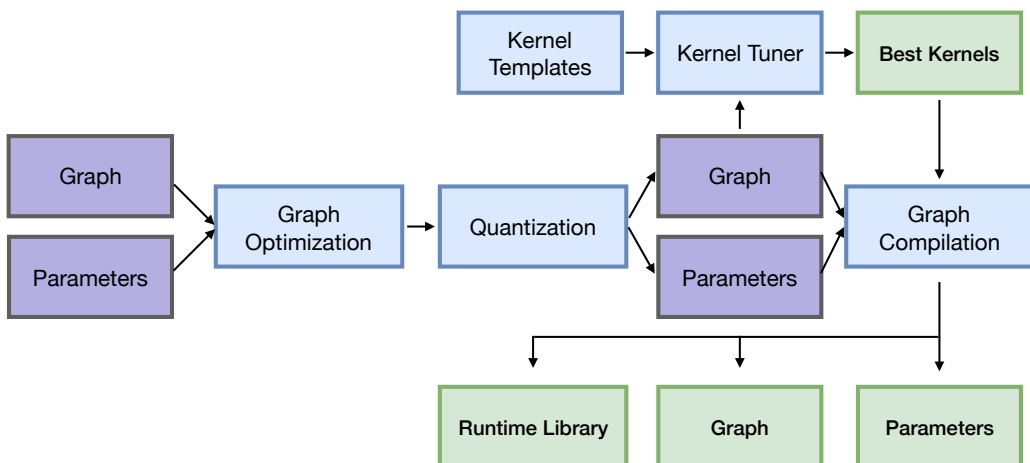 Kernel
Templates
Kernel Tuner
Best Kernels
Graph
Parameters
Graph
Optimization
Quantization
Graph
Parameters
Graph
Compilation
Runtime Library
Graph
Parameters